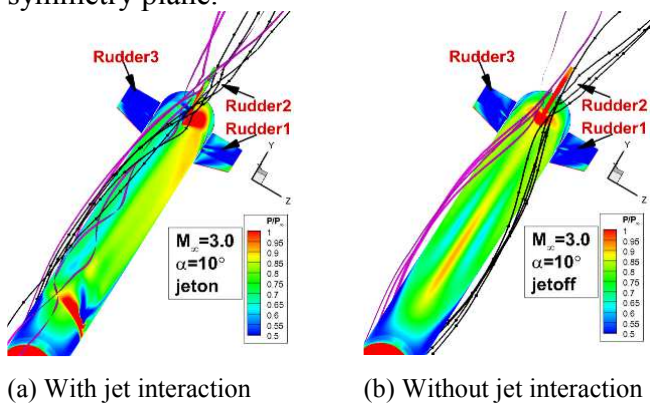 symmetry plane.
Rudder3
Rudder2
Rudder1
Y
Z
M∞=3.0
α=10°
jeton
P/P∞
1
0.95
0.9
0.85
0.8
0.75
0.7
0.65
0.6
0.55
0.5
(a) With jet interaction
Rudder3
Rudder2
Rudder1
Y
Z
M∞=3.0
α=10°
jetoff
P/P∞
1
0.95
0.9
0.85
0.8
0.75
0.7
0.65
0.6
0.55
0.5
(b) Without jet interaction